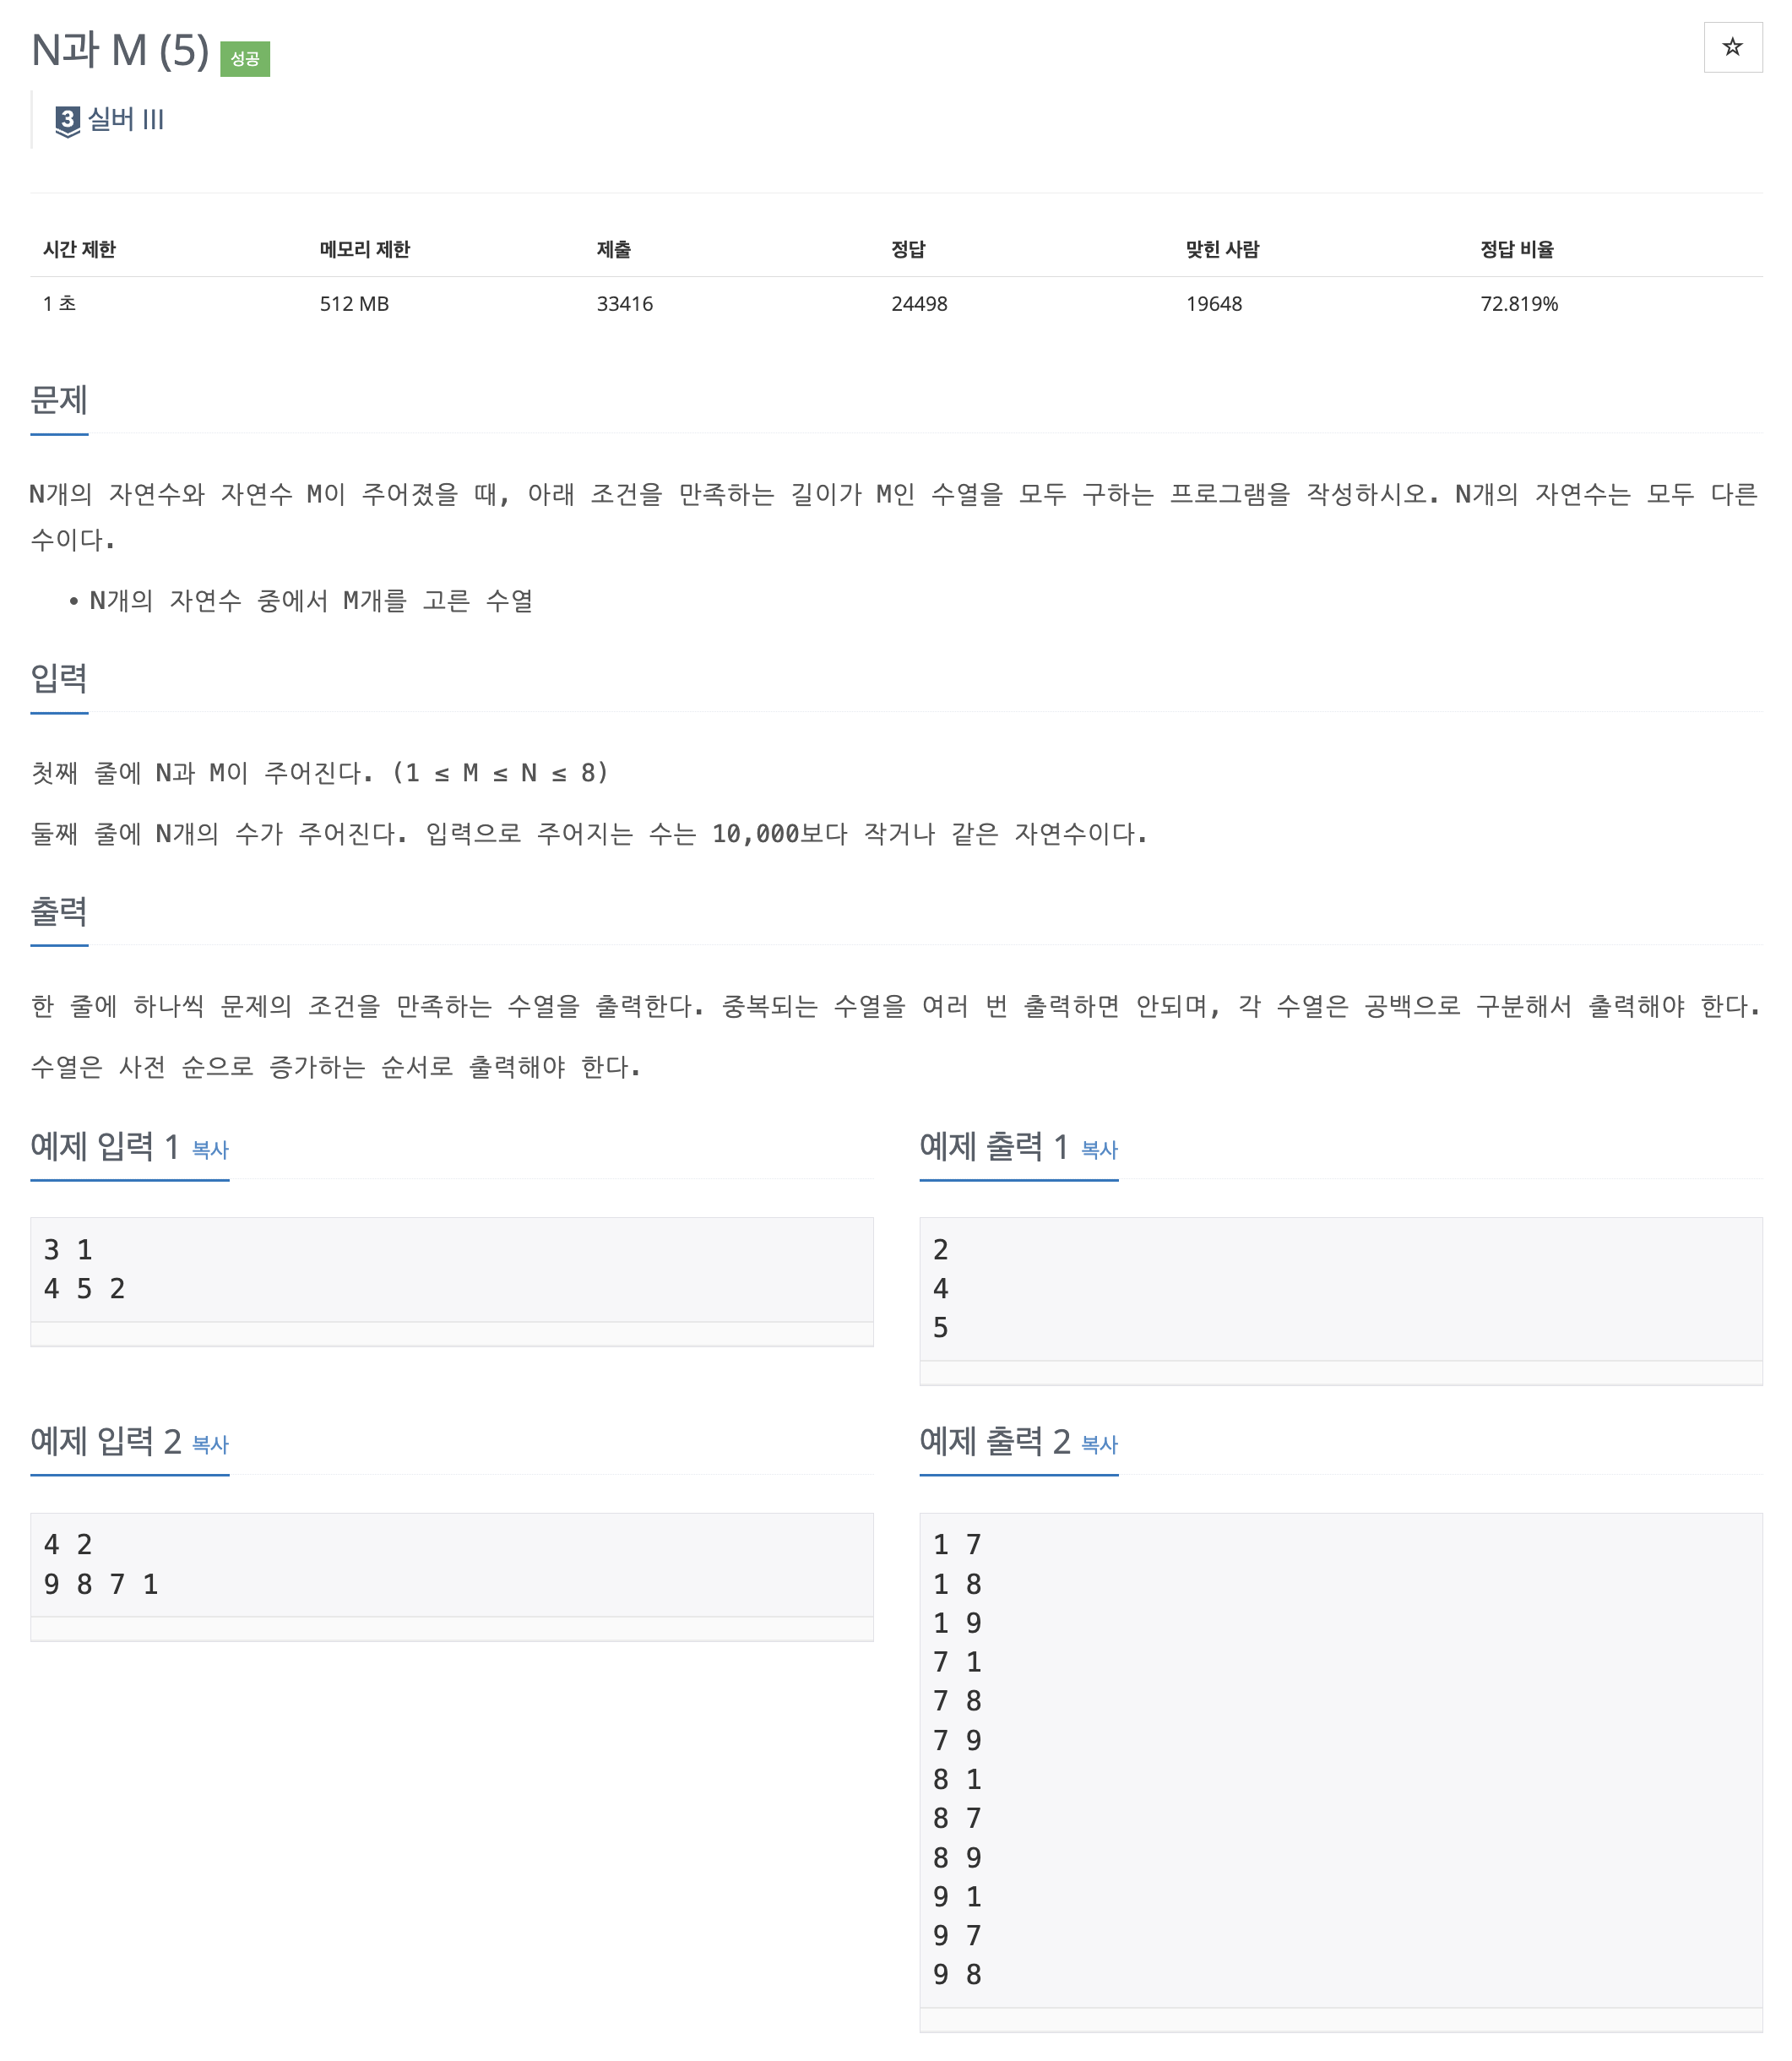 N과 M (5) 성공
3 실버 III
시간 제한 메모리 제한 제출 정답 맞힌 사람 정답 비율
1 초 512 MB 33416 24498 19648 72.819%
문제
N개의 자연수와 자연수 M이 주어졌을 때, 아래 조건을 만족하는 길이가 M인 수열을 모두 구하는 프로그램을 작성하시오. N개의 자연수는 모두 다른
수이다.
• N개의 자연수 중에서 M개를 고른 수열
입력
첫째 줄에 N과 M이 주어진다. (1 ≤ M ≤ N ≤ 8)
둘째 줄에 N개의 수가 주어진다. 입력으로 주어지는 수는 10,000보다 작거나 같은 자연수이다.
출력
한 줄에 하나씩 문제의 조건을 만족하는 수열을 출력한다. 중복되는 수열을 여러 번 출력하면 안되며, 각 수열은 공백으로 구분해서 출력해야 한다.
수열은 사전 순으로 증가하는 순서로 출력해야 한다.
예제 입력 1 복사
3 1
4 5 2
예제 출력 1 복사
2
4
5
예제 입력 2 복사
4 2
9 8 7 1
예제 출력 2 복사
1 7
1 8
1 9
7 1
7 8
7 9
8 1
8 7
8 9
9 1
9 7
9 8